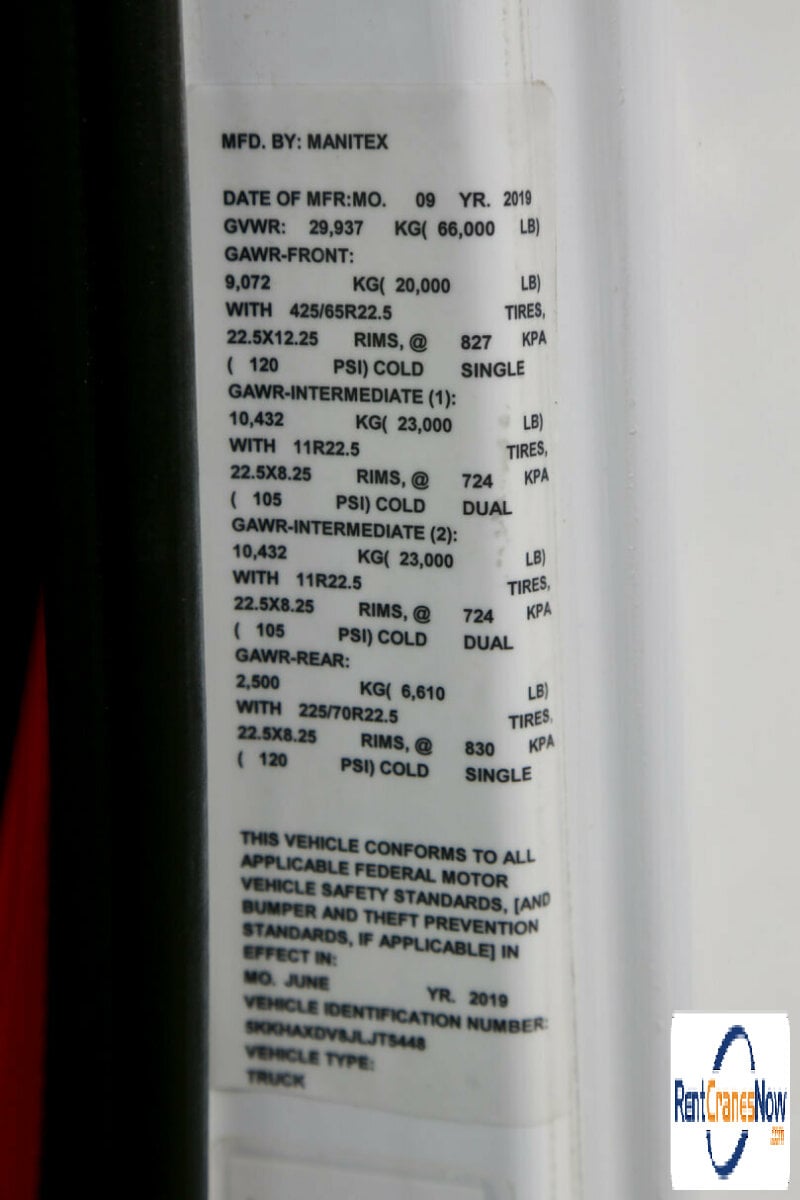 MFD. BY: MANITEX
DATE OF MFR:MO. 09 YR. 2019
GVWR: 29,937 KG( 66,000 LB)
GAWR-FRONT:
9,072 KG( 20,000 LB)
WITH 425/65R22.5 TIRES,
22.5X12.25 RIMS, @ 827 KPA
( 120 PSI) COLD SINGLE
GAWR-INTERMEDIATE (1):
10,432 KG( 23,000 LB)
WITH 11R22.5 TIRES,
22.5X8.25 RIMS, @ 724 KPA
( 105 PSI) COLD DUAL
GAWR-INTERMEDIATE (2):
10,432 KG( 23,000 LB)
WITH 11R22.5 TIRES,
22.5X8.25 RIMS, @ 724 KPA
( 105 PSI) COLD DUAL
GAWR-REAR:
2,500 KG( 6,610 LB)
WITH 225/70R22.5 TIRES,
22.5X8.25 RIMS, @ 830 KPA
( 120 PSI) COLD SINGLE
THIS VEHICLE CONFORMS TO ALL
APPLICABLE FEDERAL MOTOR
VEHICLE SAFETY STANDARDS, [AND
BUMPER AND THEFT PREVENTION
STANDARDS, IF APPLICABLE] IN
EFFECT IN:
MO. JUNE YR. 2019
VEHICLE IDENTIFICATION NUMBER:
VEHICLE TYPE:
TRUCK
RentCranesNow
.com